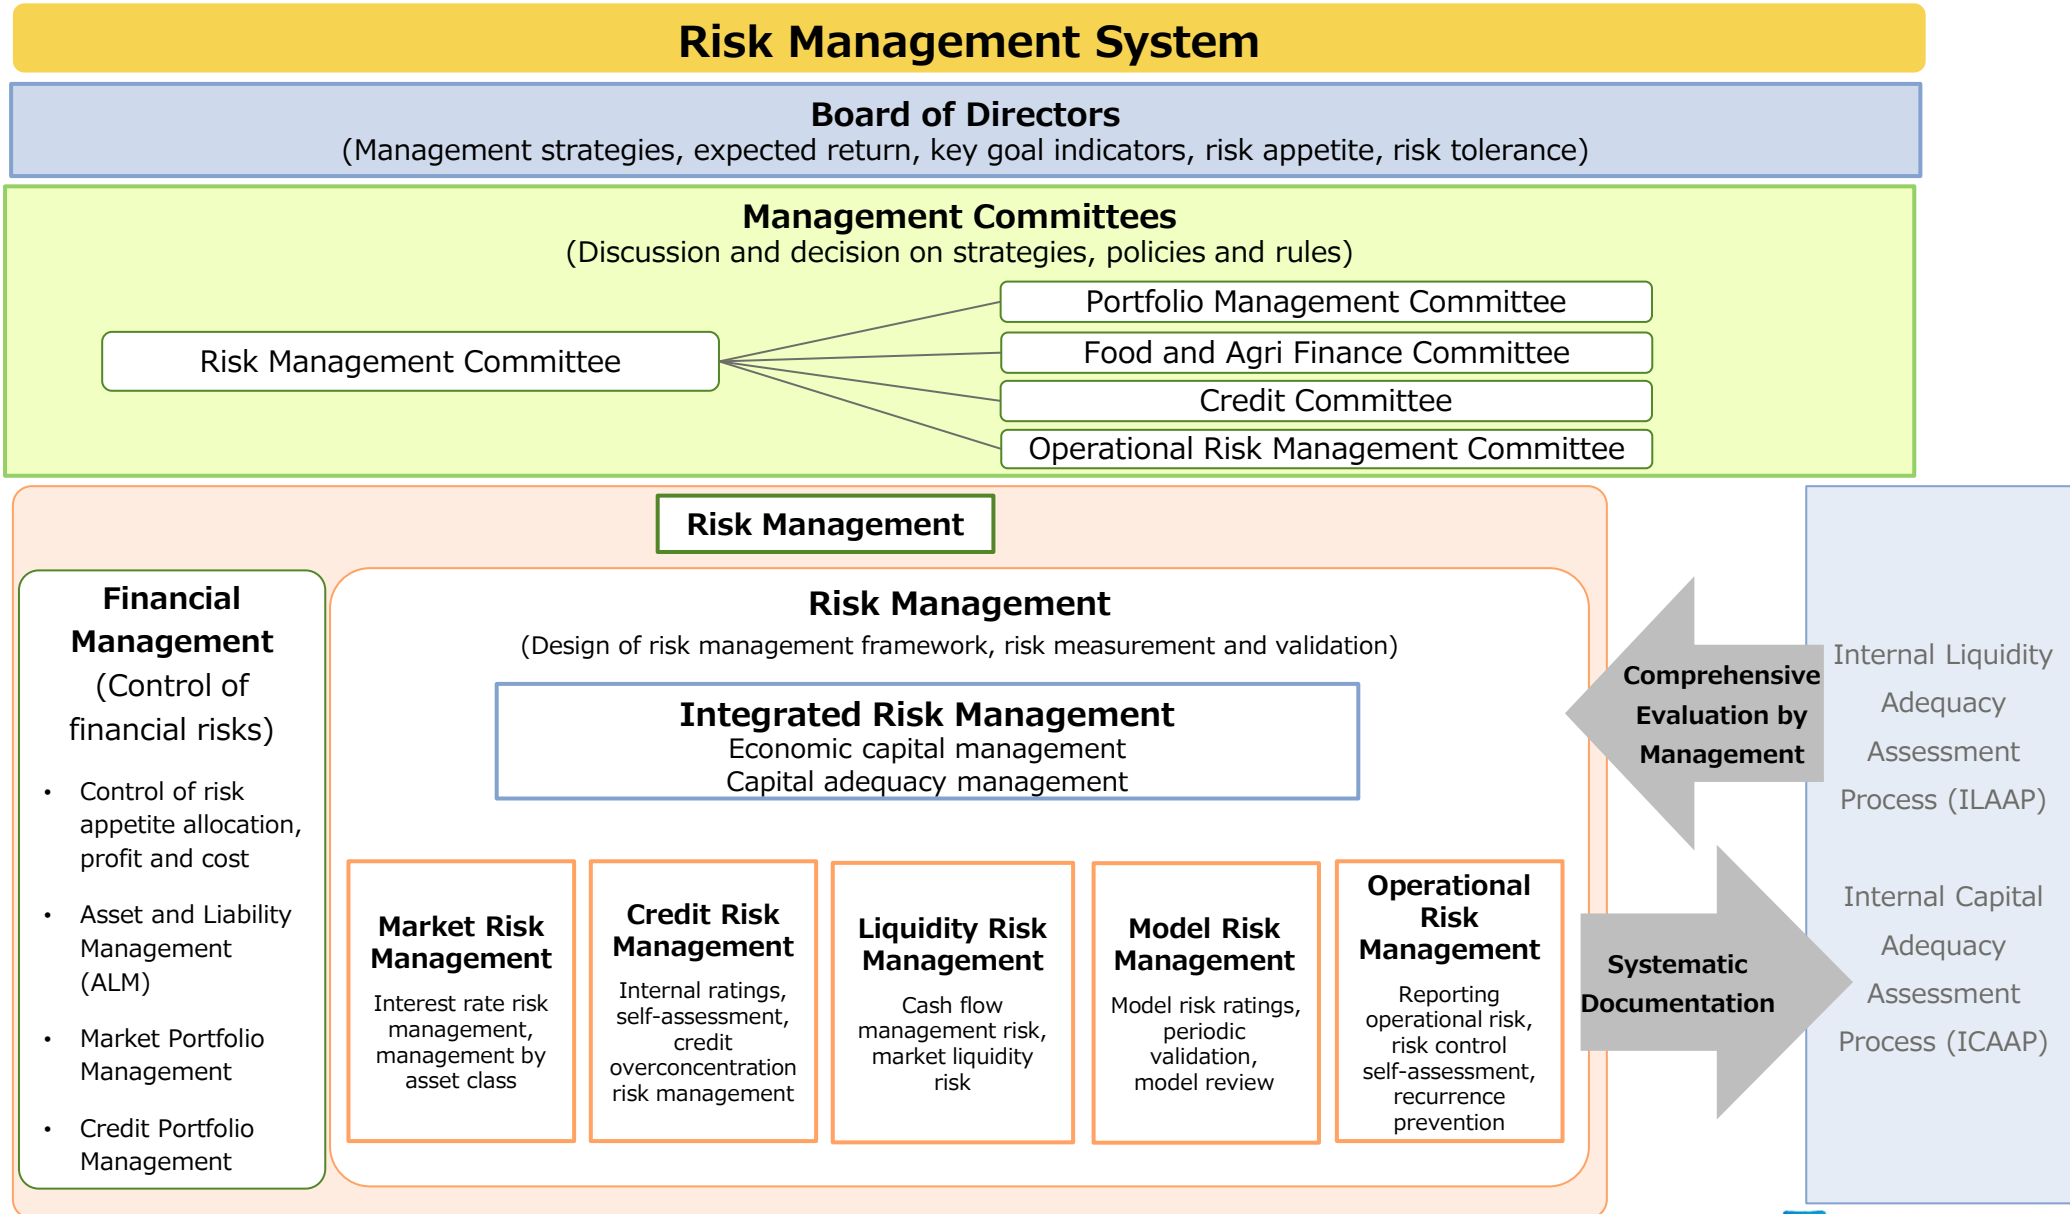 Risk Management System
Board of Directors
(Management strategies, expected return, key goal indicators, risk appetite, risk tolerance)
Management Committees
(Discussion and decision on strategies, policies and rules)
Risk Management Committee
Portfolio Management Committee
Food and Agri Finance Committee
Credit Committee
Operational Risk Management Committee
Risk Management
Financial
Management
(Control of
financial risks)
• Control of risk
appetite allocation,
profit and cost
• Asset and Liability
Management
(ALM)
• Market Portfolio
Management
• Credit Portfolio
Management
Risk Management
(Design of risk management framework, risk measurement and validation)
Integrated Risk Management
Economic capital management
Capital adequacy management
Market Risk
Management
Interest rate risk
management,
management by
asset class
Credit Risk
Management
Internal ratings,
self-assessment,
credit
overconcentration
risk management
Liquidity Risk
Management
Cash flow
management risk,
market liquidity
risk
Model Risk
Management
Model risk ratings,
periodic
validation,
model review
Operational
Risk
Management
Reporting
operational risk,
risk control
self-assessment,
recurrence
prevention
Comprehensive
Evaluation by
Management
Systematic
Documentation
Internal Liquidity
Adequacy
Assessment
Process (ILAAP)
Internal Capital
Adequacy
Assessment
Process (ICAAP)